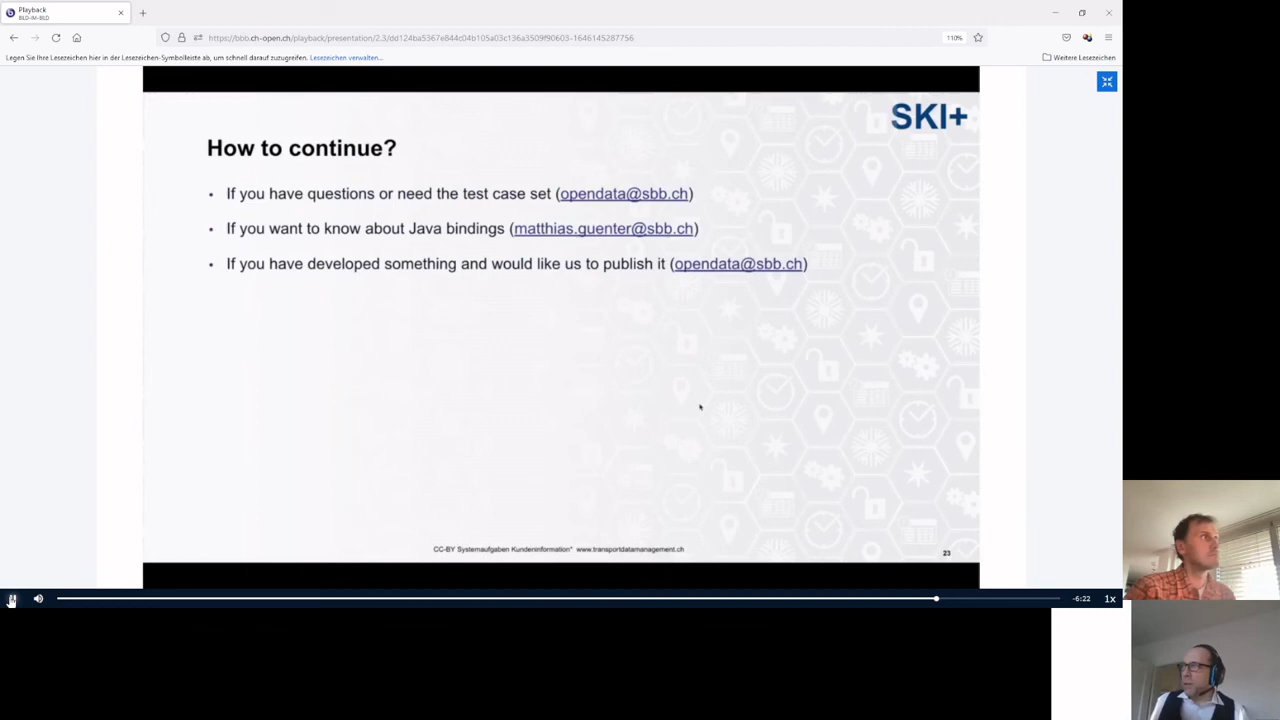 Playback
BILD-IM-BILD
https://bbb.ch-open.ch/playback/presentation/2.3/dd124ba5367e844c04b105a03c136a3509f90603-1646145287756
110%
Legen Sie Ihre Lesezeichen hier in der Lesezeichen-Symbolleiste ab, um schnell darauf zuzugreifen. Lesezeichen verwalten...
Weitere Lesezeichen
SKI+
How to continue?
• If you have questions or need the test case set (opendata@sbb.ch)
• If you want to know about Java bindings (matthias.guenter@sbb.ch)
• If you have developed something and would like us to publish it (opendata@sbb.ch)
CC-BY Systemaufgaben Kundeninformation* www.transportdatamanagement.ch
23
-6:22
1x